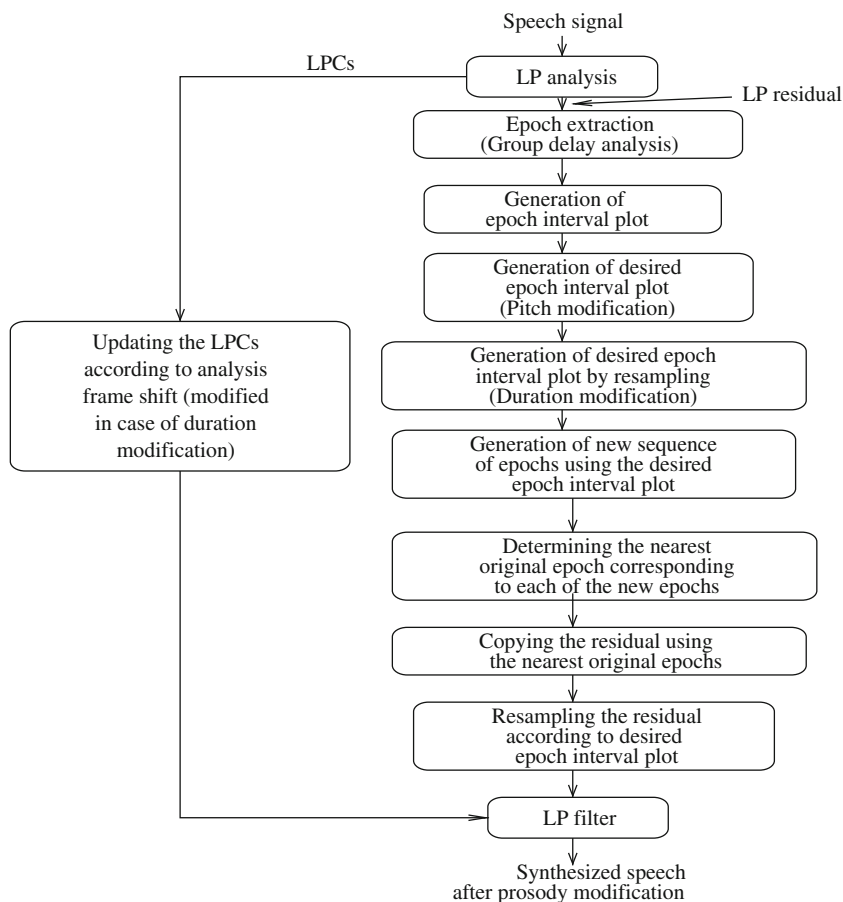 Speech signal
LPCs
LP analysis
LP residual
Epoch extraction
(Group delay analysis)
Generation of
epoch interval plot
Generation of desired
epoch interval plot
(Pitch modification)
Updating the LPCs
according to analysis
frame shift (modified
in case of duration
modification)
Generation of desired epoch
interval plot by resampling
(Duration modification)
Generation of new sequence
of epochs using the desired
epoch interval plot
Determining the nearest
original epoch corresponding
to each of the new epochs
Copying the residual using
the nearest original epochs
Resampling the residual
according to desired
epoch interval plot
LP filter
Synthesized speech
after prosody modification